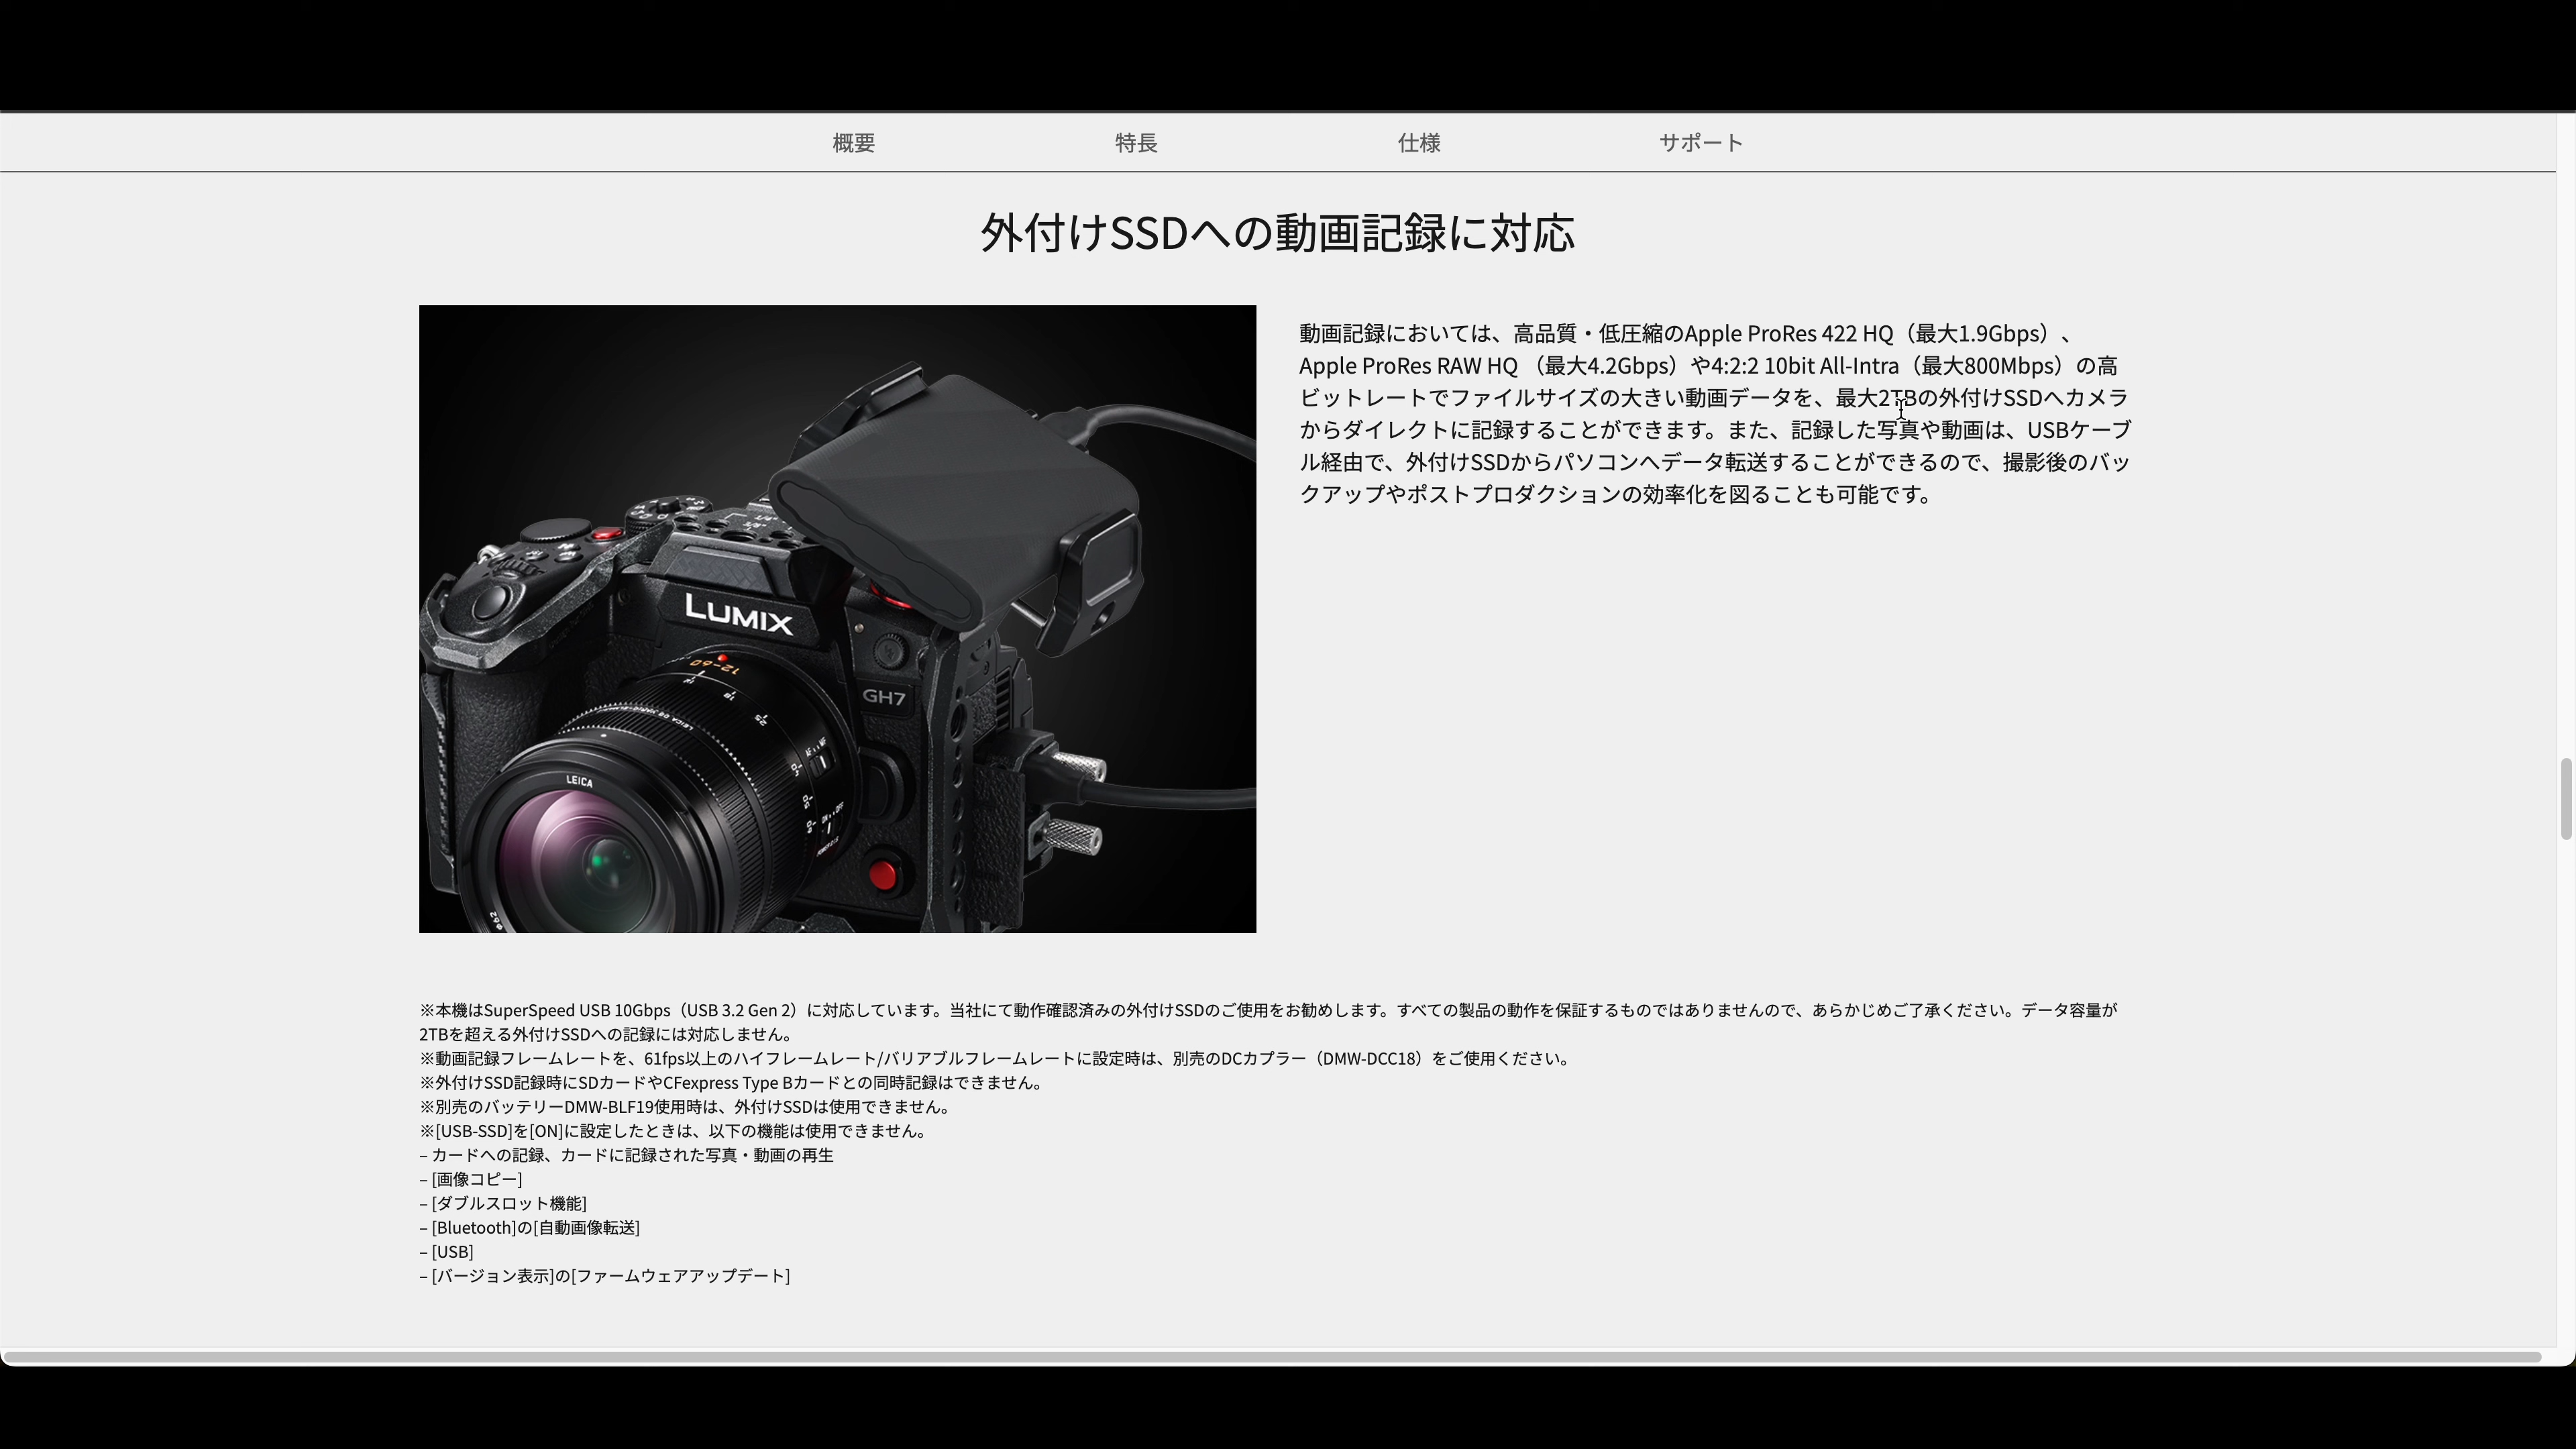 概要 特長 仕様 サポート
外付けSSDへの動画記録に対応
動画記録においては、高品質・低圧縮のApple ProRes 422 HQ（最大1.9Gbps）、
Apple ProRes RAW HQ （最大4.2Gbps）や4:2:2 10bit All-Intra（最大800Mbps）の高
ビットレートでファイルサイズの大きい動画データを、最大2TBの外付けSSDへカメラ
からダイレクトに記録することができます。また、記録した写真や動画は、USBケーブ
ル経由で、外付けSSDからパソコンへデータ転送することができるので、撮影後のバッ
クアップやポストプロダクションの効率化を図ることも可能です。
LUMIX
12-60
GH7
LEICA
※本機はSuperSpeed USB 10Gbps（USB 3.2 Gen 2）に対応しています。当社にて動作確認済みの外付けSSDのご使用をお勧めします。すべての製品の動作を保証するものではありませんので、あらかじめご了承ください。データ容量が
2TBを超える外付けSSDへの記録には対応しません。
※動画記録フレームレートを、61fps以上のハイフレームレート/バリアブルフレームレートに設定時は、別売のDCカプラー（DMW-DCC18）をご使用ください。
※外付けSSD記録時にSDカードやCFexpress Type Bカードとの同時記録はできません。
※別売のバッテリーDMW-BLF19使用時は、外付けSSDは使用できません。
※[USB-SSD]を[ON]に設定したときは、以下の機能は使用できません。
– カードへの記録、カードに記録された写真・動画の再生
– [画像コピー]
– [ダブルスロット機能]
– [Bluetooth]の[自動画像転送]
– [USB]
– [バージョン表示]の[ファームウェアアップデート]